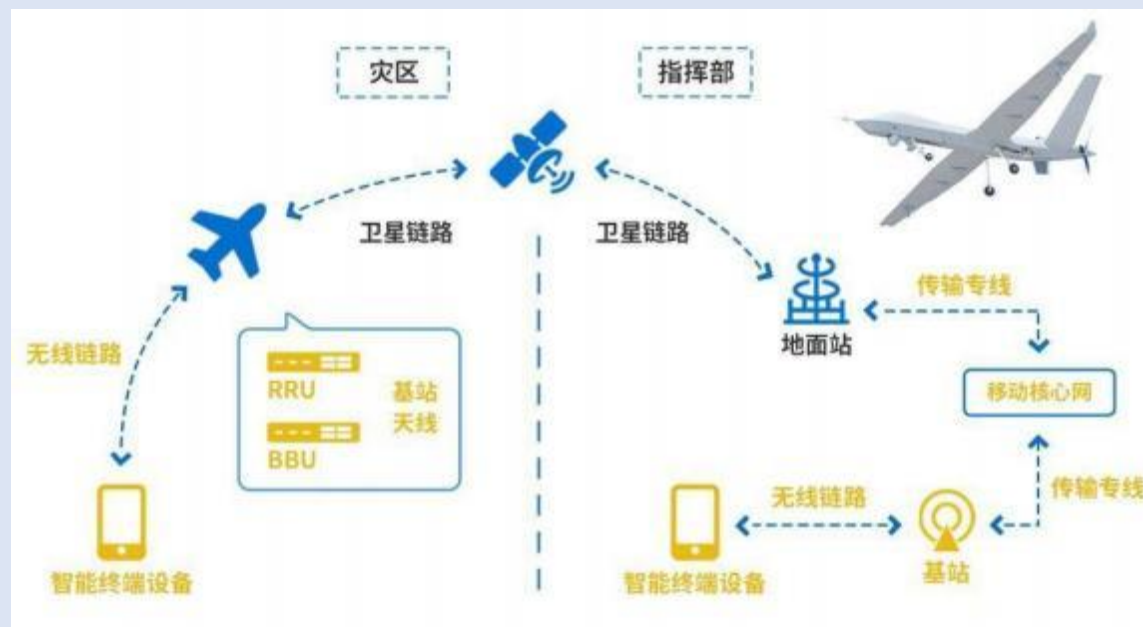 灾区
指挥部
卫星链路
卫星链路
传输专线
地面站
无线链路
RRU
基站
天线
BBU
移动核心网
传输专线
无线链路
智能终端设备
智能终端设备
基站